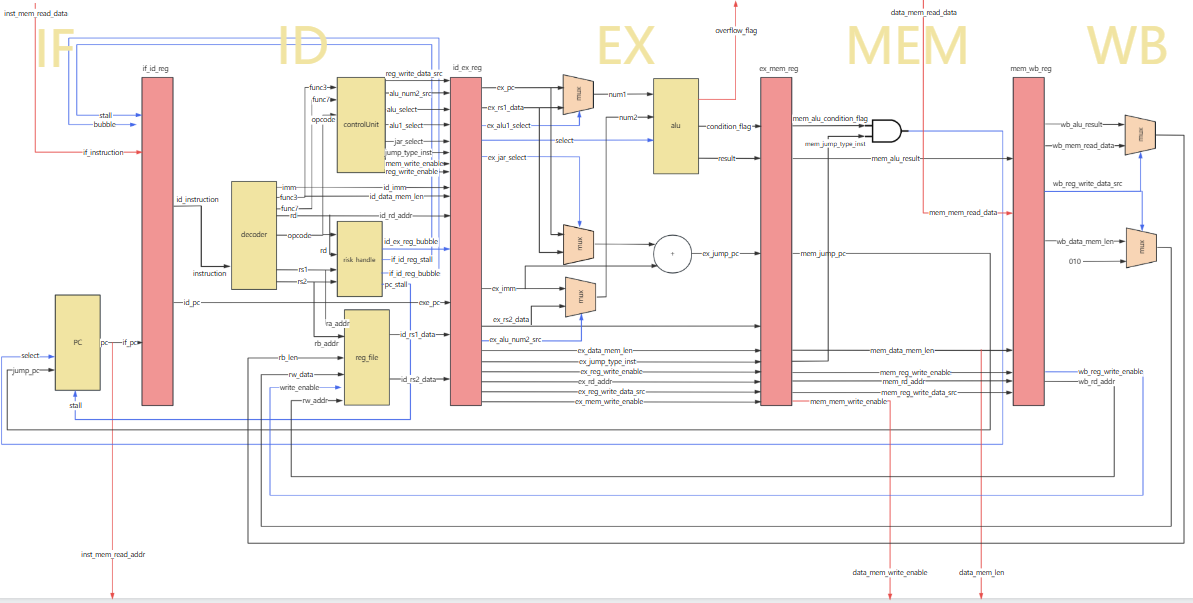 inst_mem_read_data
data_mem_read_data
overflow_flag
IF
ID
EX
MEM
WB
if_id_reg
id_ex_reg
ex_mem_reg
mem_wb_reg
stall
bubble
if_instruction
func3
func7
opcode
controlUnit
reg_write_data_src
alu_num2_src
alu_select
alu1_select
jar_select
jump_type_inst
mem_write_enable
reg_write_enable
ex_pc
ex_rs1_data
ex_alu1_select
select
ex_jar_select
mux
num1
num2
alu
condition_flag
result
mem_alu_condition_flag
mem_jump_type_inst
mem_alu_result
wb_alu_result
wb_mem_read_data
mux
wb_reg_write_data_src
mem_mem_read_data
id_instruction
instruction
decoder
imm
func3
func7
rd
opcode
rs1
rs2
id_imm
id_data_mem_len
id_rd_addr
rd
risk handle
id_ex_reg_bubble
if_id_reg_stall
if_id_reg_bubble
pc_stall
mux
+
ex_jump_pc
mem_jump_pc
wb_data_mem_len
010
mux
id_pc
exe_pc
ex_imm
mux
ex_rs2_data
ex_alu_num2_src
PC
pc
if_pc
select
jump_pc
stall
ra_addr
rb_addr
rb_len
rw_data
write_enable
rw_addr
reg_file
id_rs1_data
id_rs2_data
ex_data_mem_len
ex_jump_type_inst
ex_reg_write_enable
ex_rd_addr
ex_reg_write_data_src
ex_mem_write_enable
mem_data_mem_len
mem_reg_write_enable
mem_rd_addr
mem_reg_write_data_src
mem_mem_write_enable
wb_reg_write_enable
wb_rd_addr
inst_mem_read_addr
data_mem_write_enable
data_mem_len